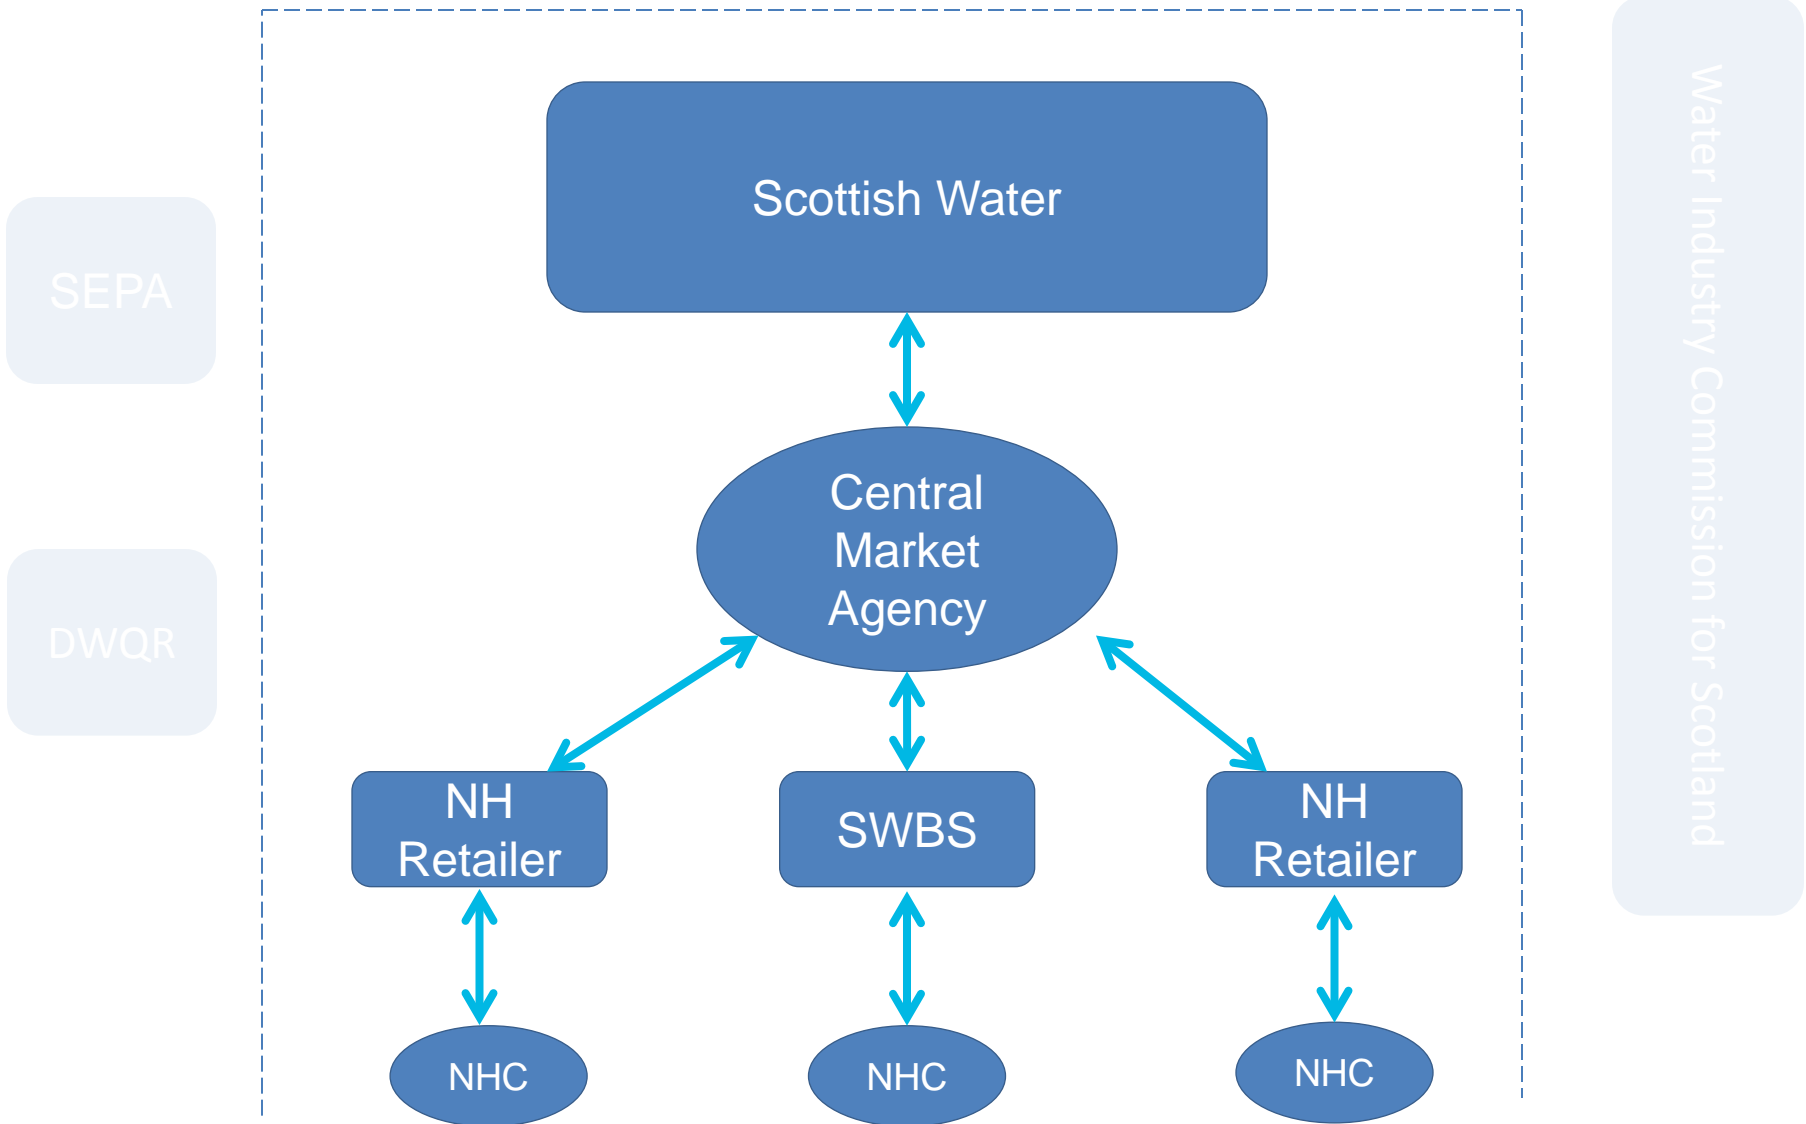 Scottish Water
SEPA
DWQR
Central
Market
Agency
NH
Retailer
SWBS
NH
Retailer
NHC
NHC
NHC
Water Industry Commission for Scotland